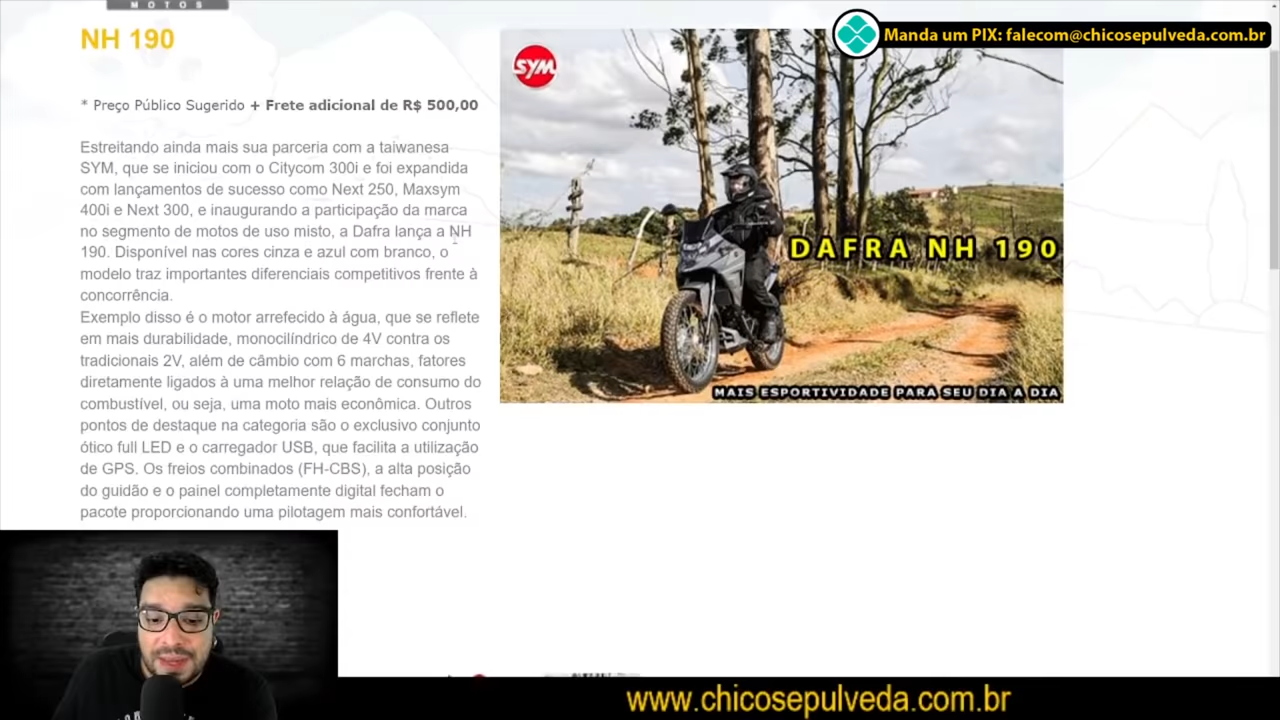 MOTOS
NH 190
* Preço Público Sugerido + Frete adicional de R$ 500,00
Estreitando ainda mais sua parceria com a taiwanesa
SYM, que se iniciou com o Citycom 300i e foi expandida
com lançamentos de sucesso como Next 250, Maxsym
400i e Next 300, e inaugurando a participação da marca
no segmento de motos de uso misto, a Dafra lança a NH
190. Disponível nas cores cinza e azul com branco, o
modelo traz importantes diferenciais competitivos frente à
concorrência.
Exemplo disso é o motor arrefecido à água, que se reflete
em mais durabilidade, monocilíndrico de 4V contra os
tradicionais 2V, além de câmbio com 6 marchas, fatores
diretamente ligados à uma melhor relação de consumo do
combustível, ou seja, uma moto mais econômica. Outros
pontos de destaque na categoria são o exclusivo conjunto
ótico full LED e o carregador USB, que facilita a utilização
de GPS. Os freios combinados (FH-CBS), a alta posição
do guidão e o painel completamente digital fecham o
pacote proporcionando uma pilotagem mais confortável.
Manda um PIX: falecom@chicosepulveda.com.br
SYM
DAFRA NH 190
MAIS ESPORTIVIDADE PARA SEU DIA A DIA
www.chicosepulveda.com.br